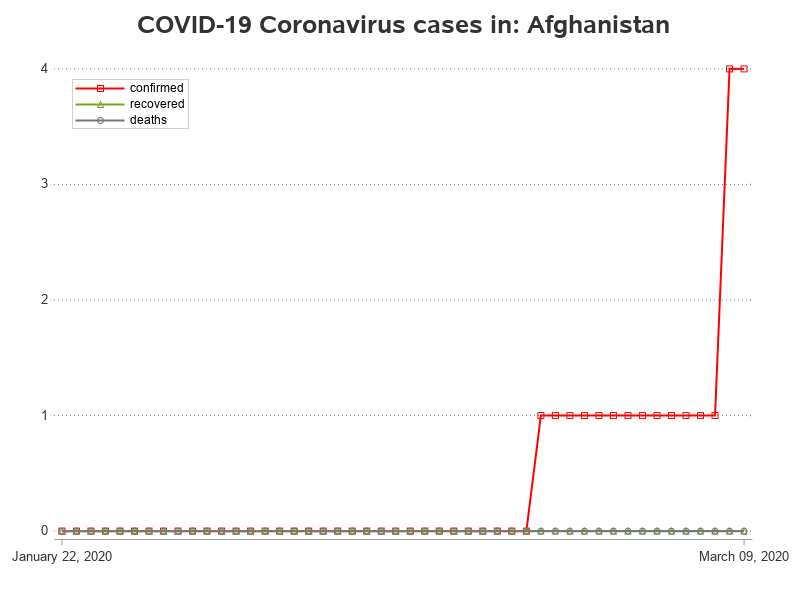 COVID-19 Coronavirus cases in: Afghanistan
4
confirmed
recovered
deaths
3
2
1
0
January 22, 2020
March 09, 2020